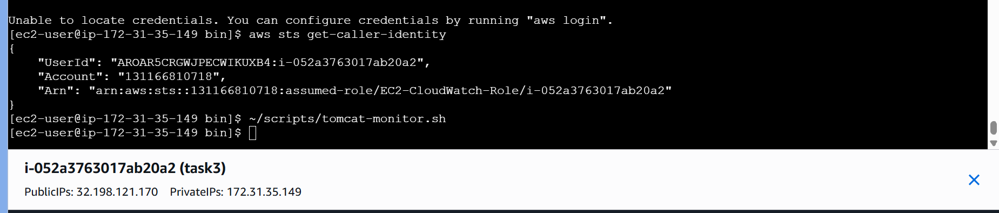 Unable to locate credentials. You can configure credentials by running "aws login".
[ec2-user@ip-172-31-35-149 bin]$ aws sts get-caller-identity
{
    "UserId": "AROAR5CRGWJPECWIKUXB4:i-052a3763017ab20a2",
    "Account": "131166810718",
    "Arn": "arn:aws:sts::131166810718:assumed-role/EC2-CloudWatch-Role/i-052a3763017ab20a2"
}
[ec2-user@ip-172-31-35-149 bin]$ ~/scripts/tomcat-monitor.sh
[ec2-user@ip-172-31-35-149 bin]$
i-052a3763017ab20a2 (task3)
PublicIPs: 32.198.121.170 PrivateIPs: 172.31.35.149